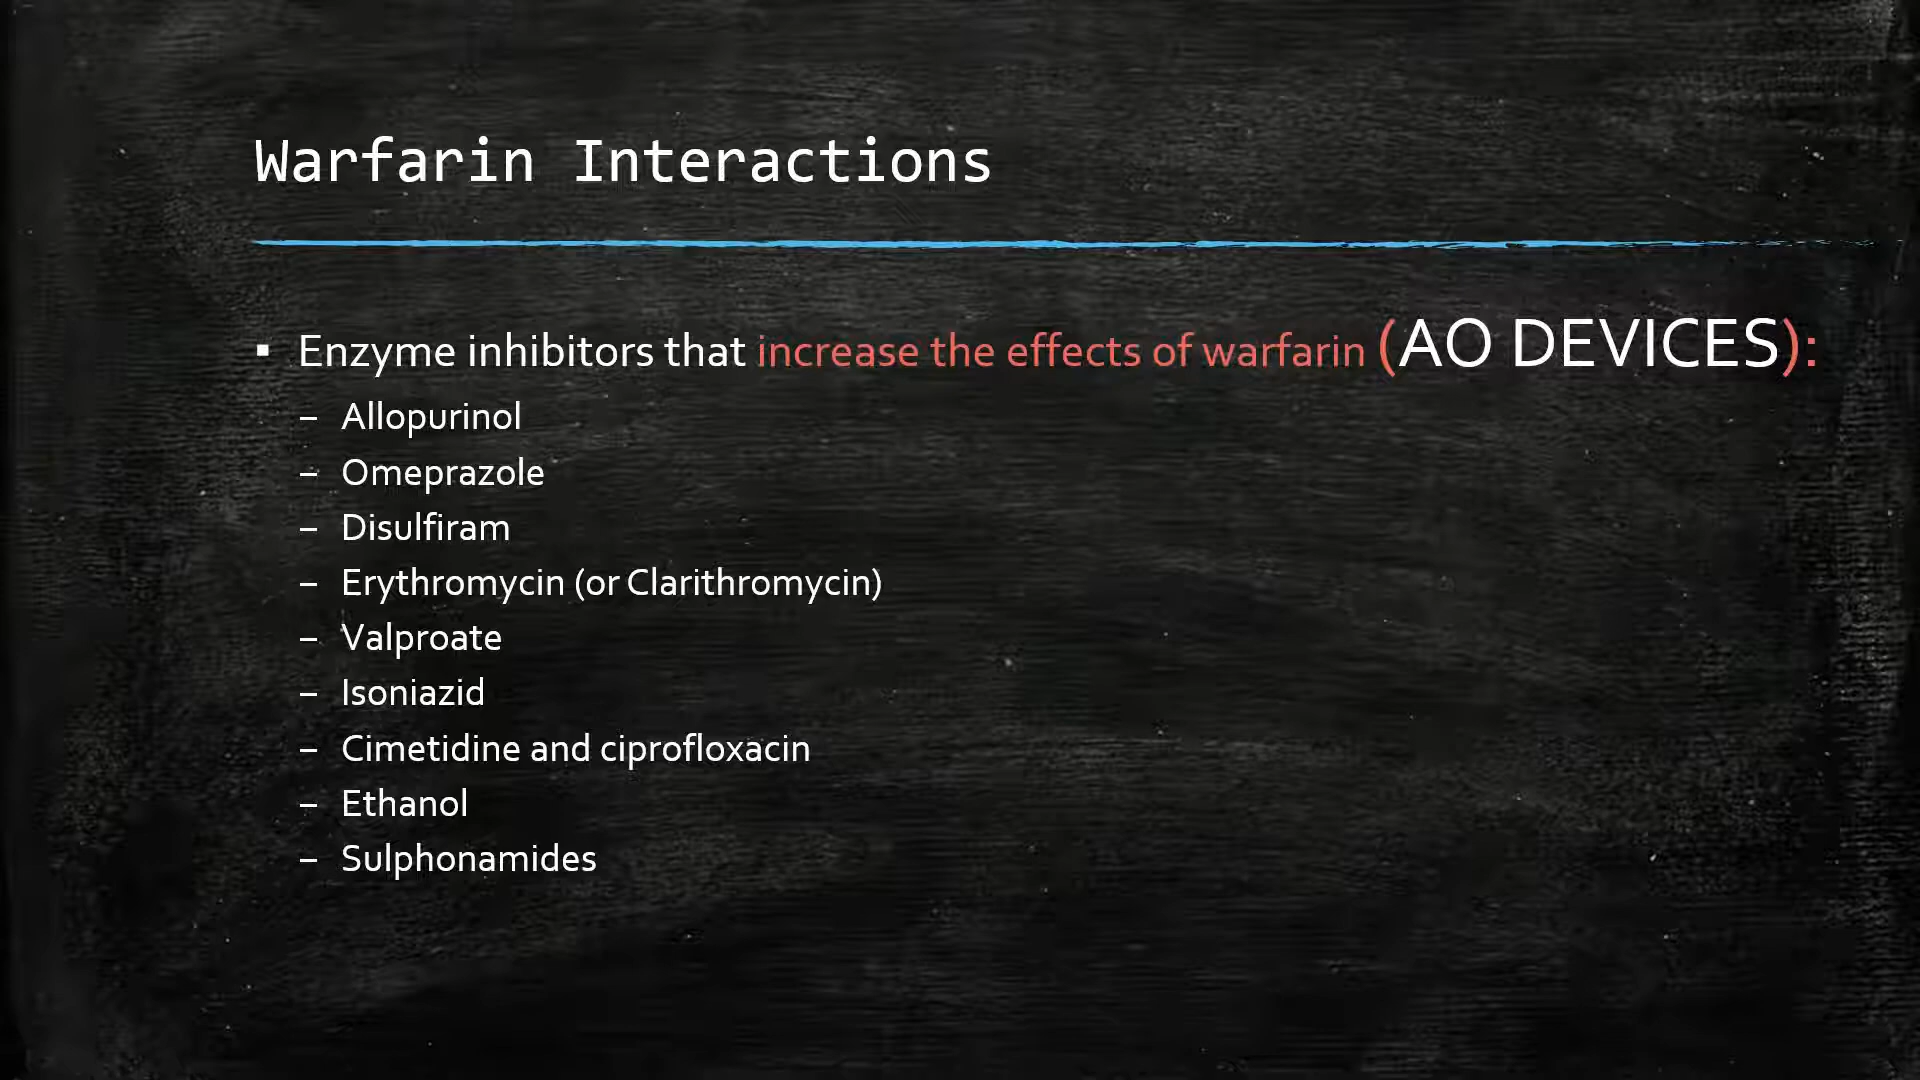 Warfarin Interactions
▪ Enzyme inhibitors that increase the effects of warfarin (AO DEVICES):
– Allopurinol
– Omeprazole
– Disulfiram
– Erythromycin (or Clarithromycin)
– Valproate
– Isoniazid
– Cimetidine and ciprofloxacin
– Ethanol
– Sulphonamides